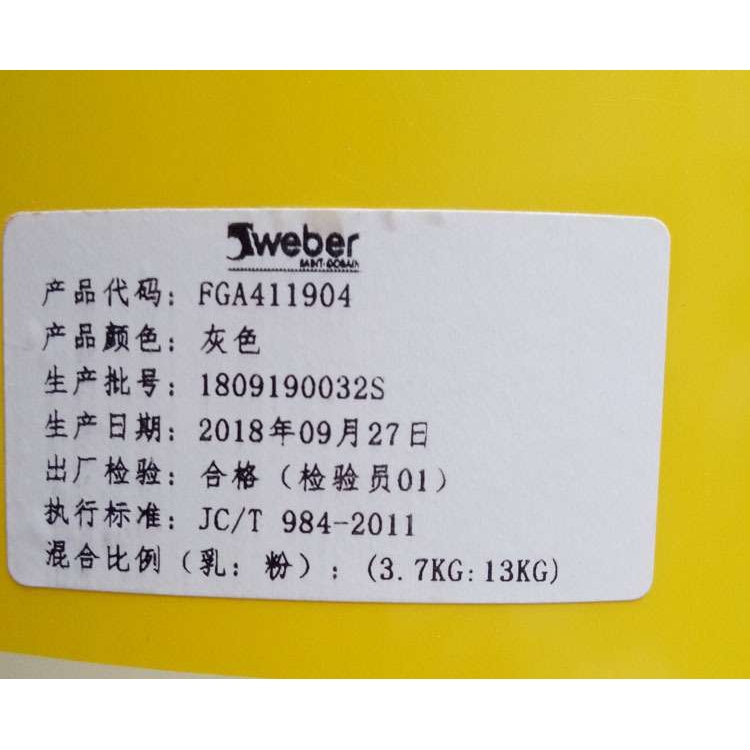 weber
SAINT-GOBAIN
产品代码: FGA411904
产品颜色: 灰色
生产批号: 1809190032S
生产日期: 2018年09月27日
出厂检验: 合格 (检验员01)
执行标准: JC/T 984-2011
混合比例 (乳: 粉) : (3.7KG:13KG)